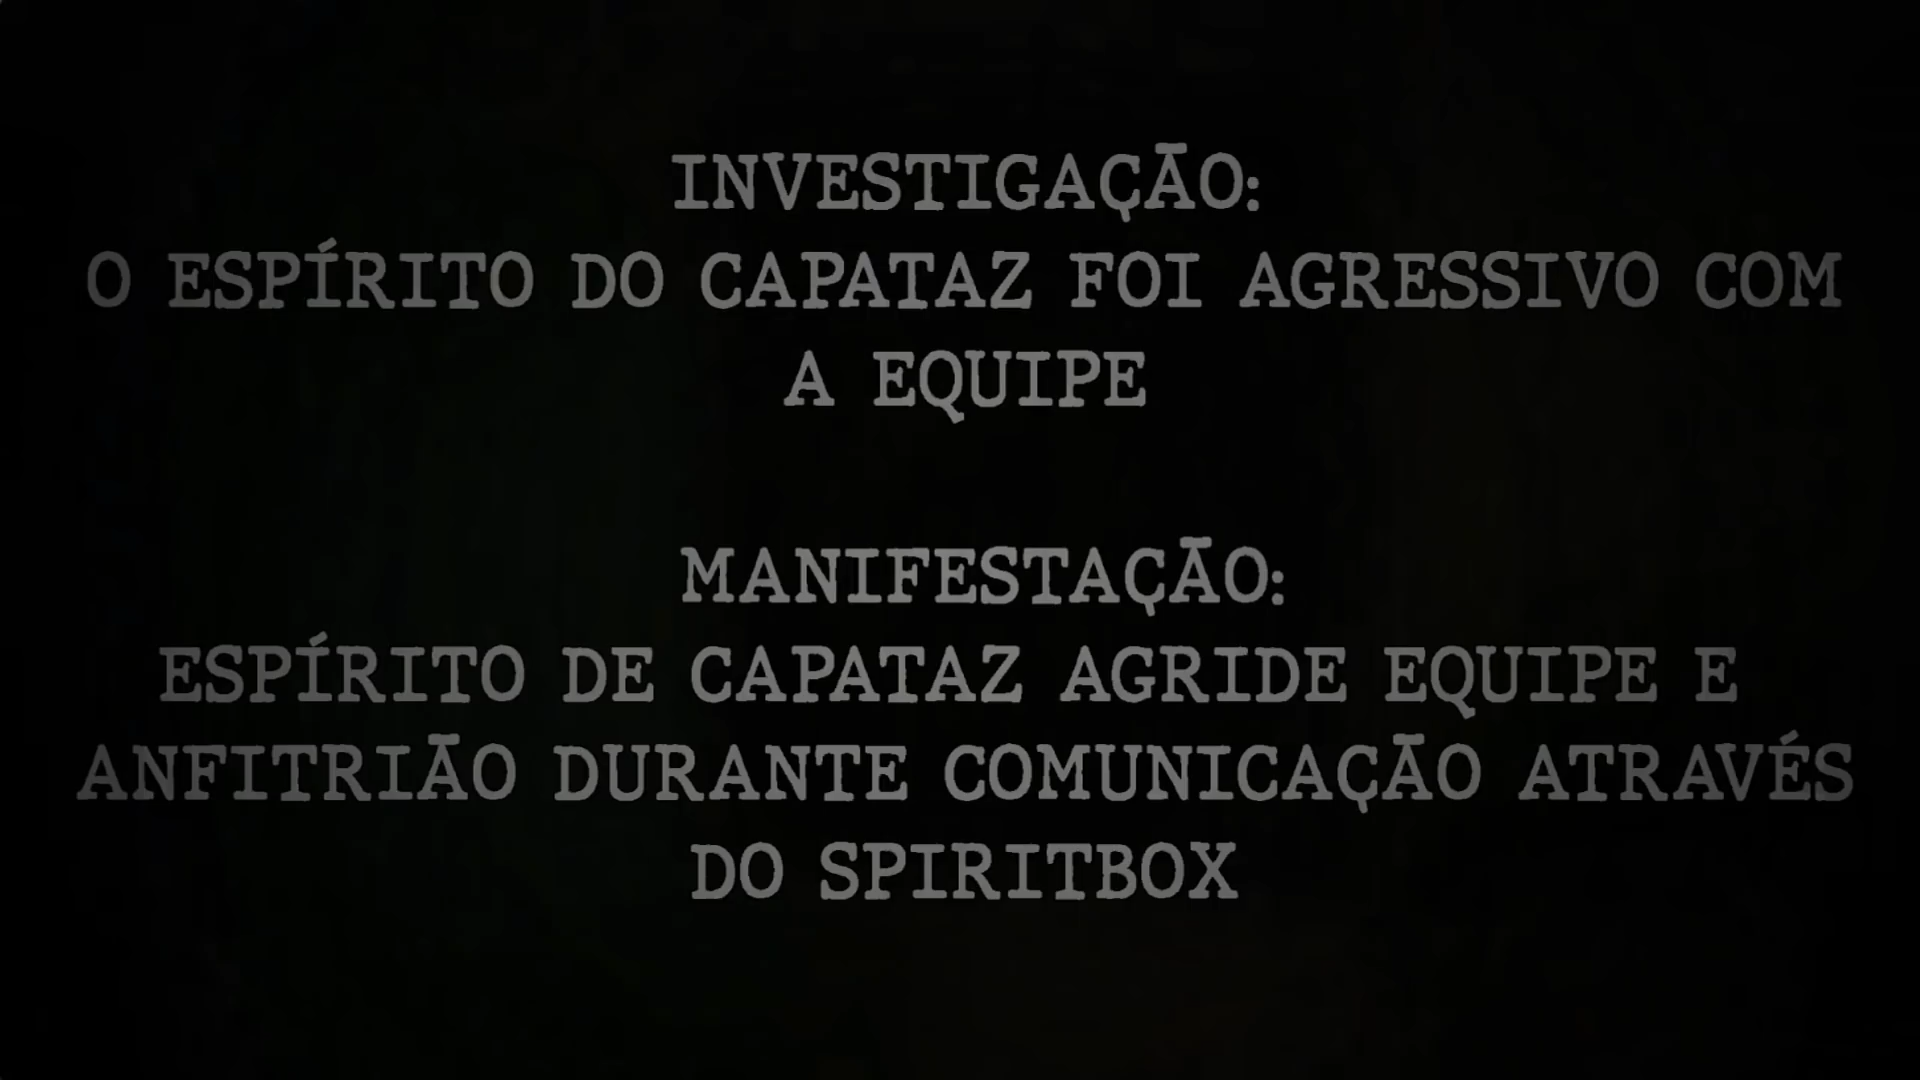 INVESTIGAÇÃO:
O ESPÍRITO DO CAPATAZ FOI AGRESSIVO COM
A EQUIPE
MANIFESTAÇÃO:
ESPÍRITO DE CAPATAZ AGRIDE EQUIPE E
ANFITRIÃO DURANTE COMUNICAÇÃO ATRAVÉS
DO SPIRITBOX